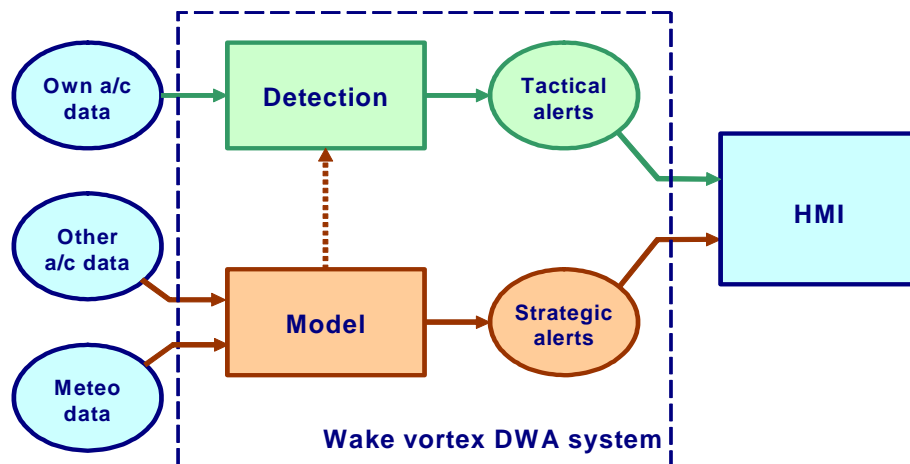 Own a/c
data
Detection
Tactical
alerts
HMI
Other
a/c data
Model
Strategic
alerts
Meteo
data
Wake vortex DWA system